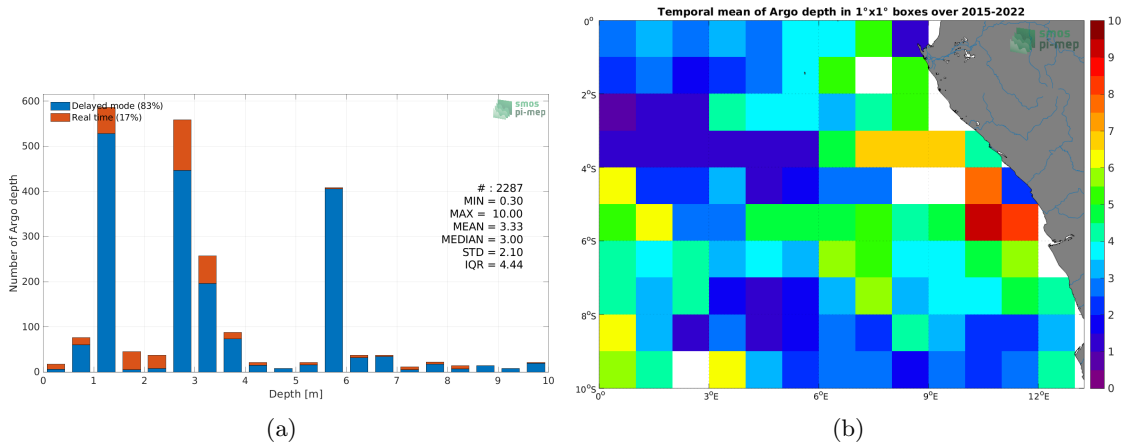 Delayed mode (83%)
Real time (17%)
smos
pi-mep
Number of Argo depth
600
500
400
300
200
100
0
# : 2287
MIN = 0.30
MAX = 10.00
MEAN = 3.33
MEDIAN = 3.00
STD = 2.10
IQR = 4.44
0 1 2 3 4 5 6 7 8 9 10
Depth [m]
(a)
Temporal mean of Argo depth in 1°x1° boxes over 2015-2022
smos
pi-mep
0°
2°S
4°S
6°S
8°S
10°S
0° 3°E 6°E 9°E 12°E
10
9
8
7
6
5
4
3
2
1
0
(b)